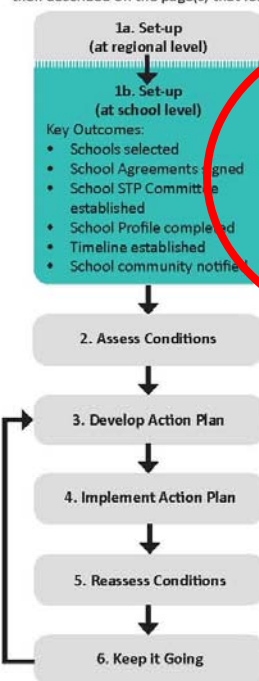 1a. Set-up
(at regional level)
1b. Set-up
(at school level)
Key Outcomes:
• Schools selected
• School Agreements signed
• School STP Committee
established
• School Profile completed
• Timeline established
• School community notified
2. Assess Conditions
3. Develop Action Plan
4. Implement Action Plan
5. Reassess Conditions
6. Keep it Going